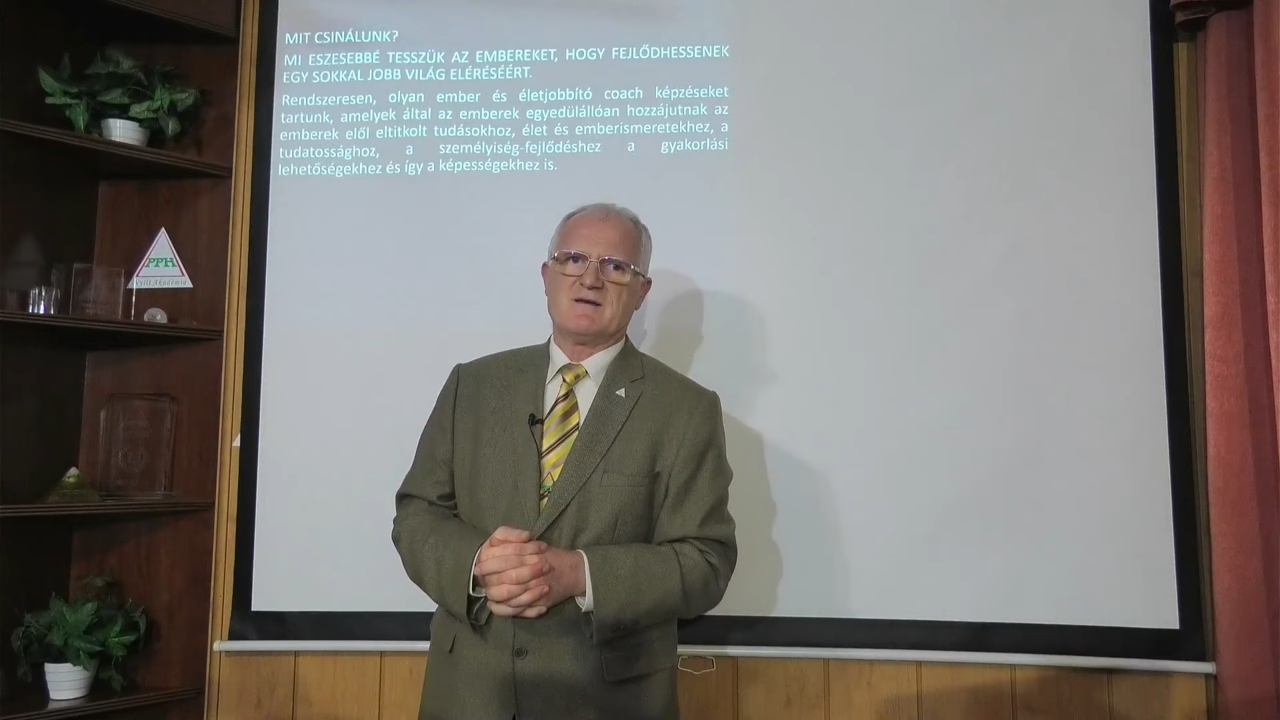 MIT CSINÁLUNK?
MI ESZESEBBÉ TESSZÜK AZ EMBEREKET, HOGY FEJLŐDHESSENEK
EGY SOKKAL JOBB VILÁG ELÉRÉSÉÉRT.
Rendszeresen, olyan ember és életjobbító coach képzéseket
tartunk, amelyek által az emberek egyedülállóan hozzájutnak az
emberek elől eltitkolt tudásokhoz, élet és emberismeretekhez, a
tudatossághoz, a személyiség-fejlődéshez a gyakorlási
lehetőségekhez és így a képességekhez is.
PPH
Nyílt Akadémia